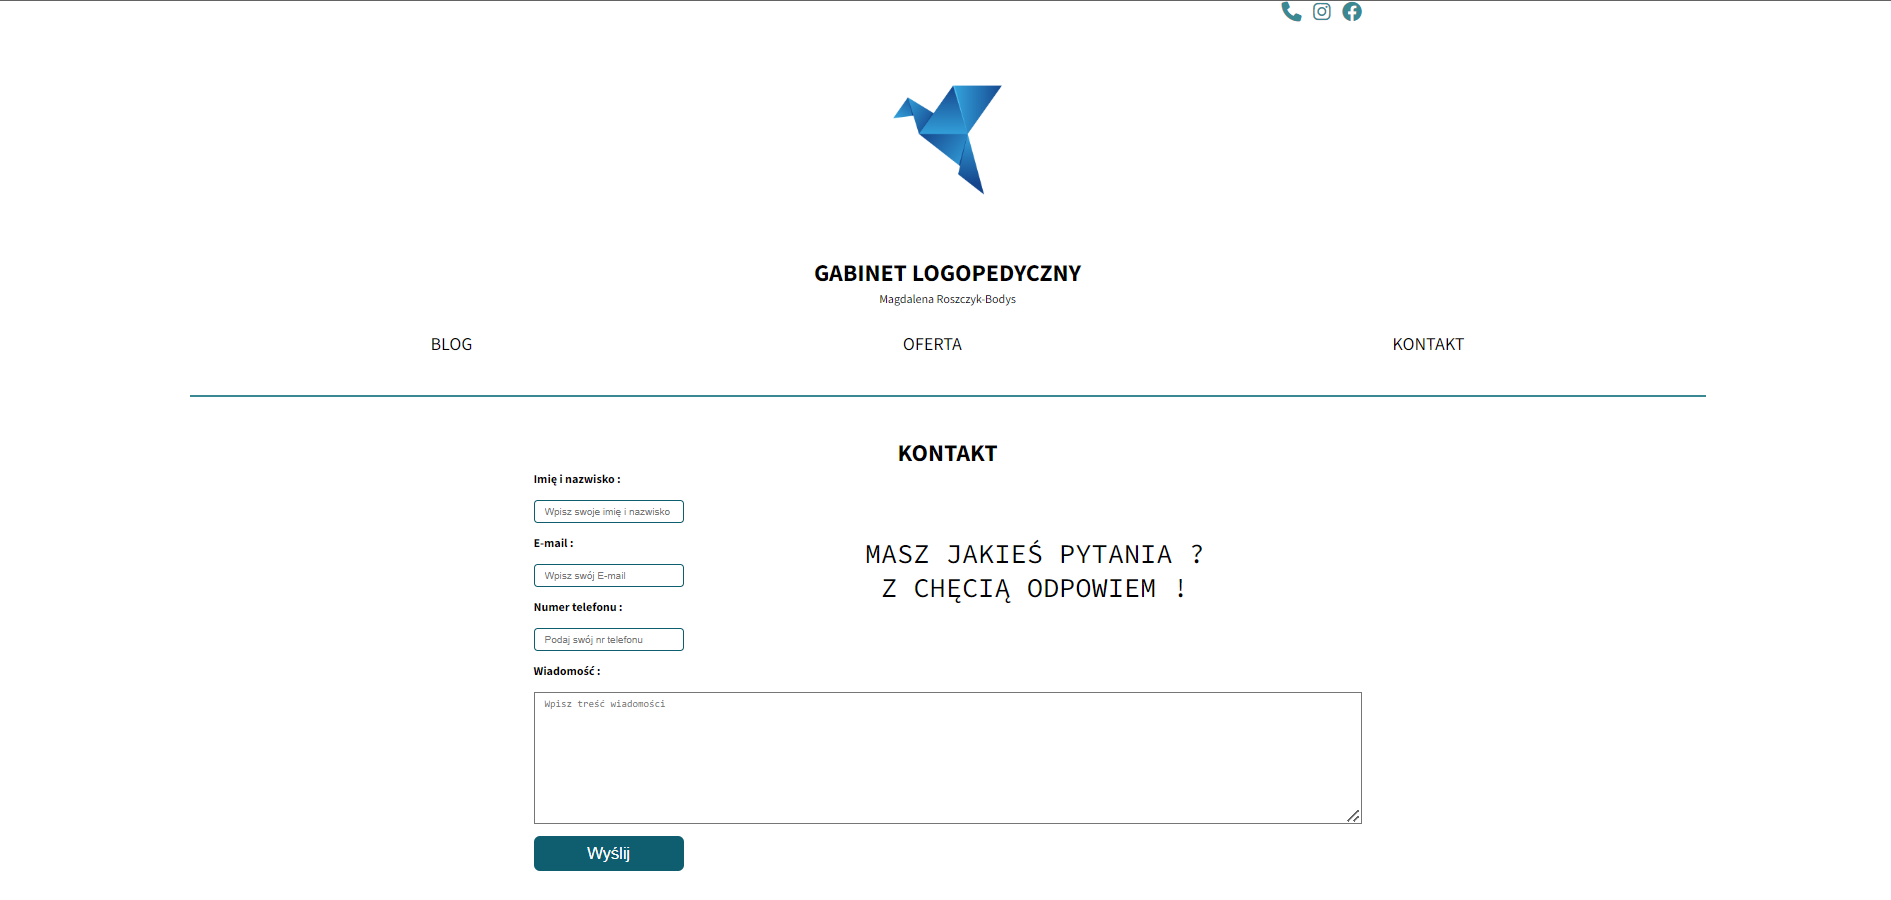 GABINET LOGOPEDYCZNY
Magdalena Roszczyk-Bodys
BLOG OFERTA KONTAKT
KONTAKT
Imię i nazwisko :
Wpisz swoje imię i nazwisko
E-mail :
Wpisz swój E-mail
MASZ JAKIEŚ PYTANIA ?
Z CHĘCIĄ ODPOWIEM !
Numer telefonu :
Podaj swój nr telefonu
Wiadomość :
Wpisz treść wiadomości
Wyślij